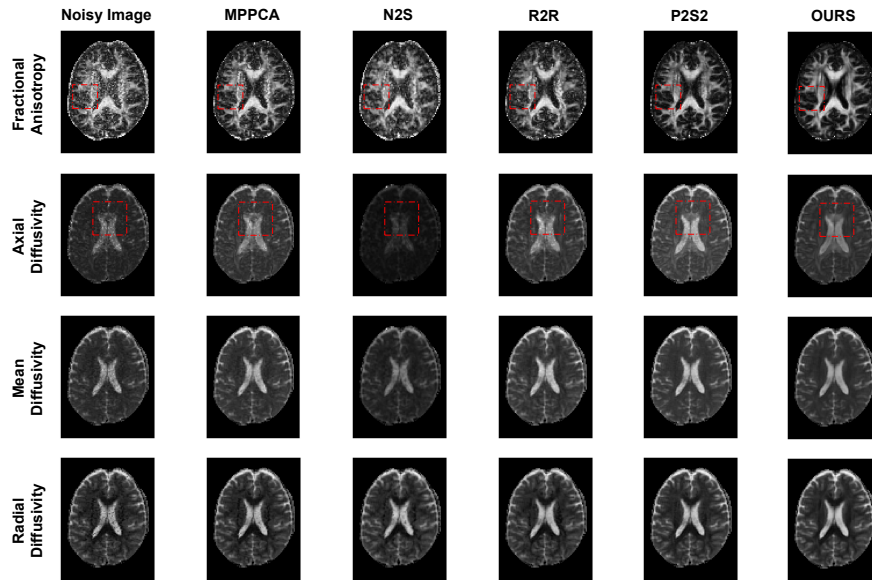 Noisy Image MPPCA N2S R2R P2S2 OURS
Fractional
Anisotropy
Axial
Diffusivity
Mean
Diffusivity
Radial
Diffusivity